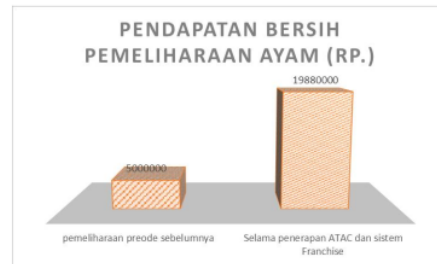 PENDAPATAN BERSIH
PEMELIHARAAN AYAM (RP.)
19880000
5000000
pemeliharaan preode sebelumnya
Selama penerapan ATAC dan sistem
Franchise